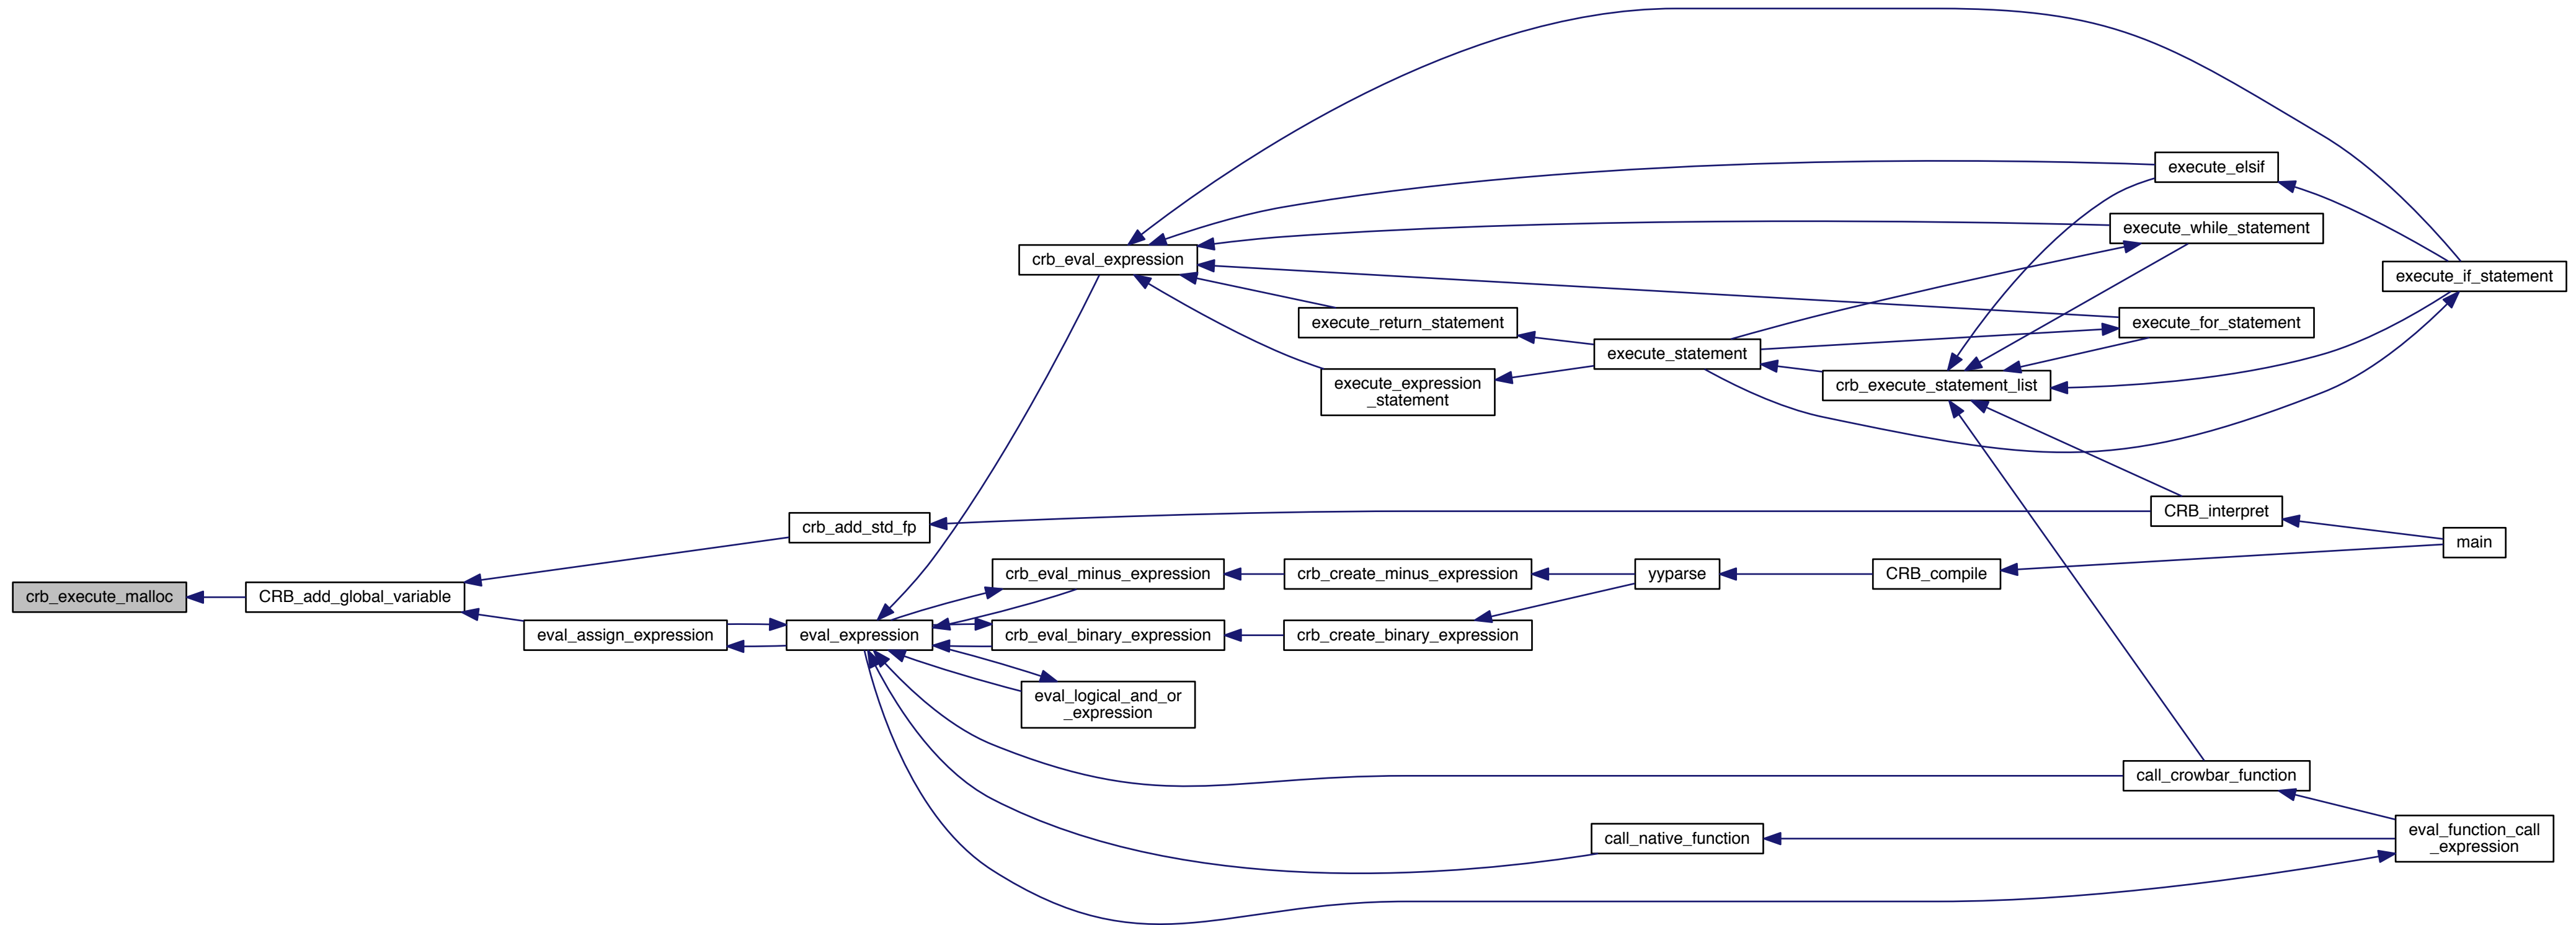 execute_elsif
execute_while_statement
crb_eval_expression
execute_if_statement
execute_return_statement
execute_for_statement
execute_statement
execute_expression
_statement
crb_execute_statement_list
crb_add_std_fp
CRB_interpret
main
crb_execute_malloc
CRB_add_global_variable
crb_eval_minus_expression
crb_create_minus_expression
yyparse
CRB_compile
eval_assign_expression
eval_expression
crb_eval_binary_expression
crb_create_binary_expression
eval_logical_and_or
_expression
call_crowbar_function
call_native_function
eval_function_call
_expression